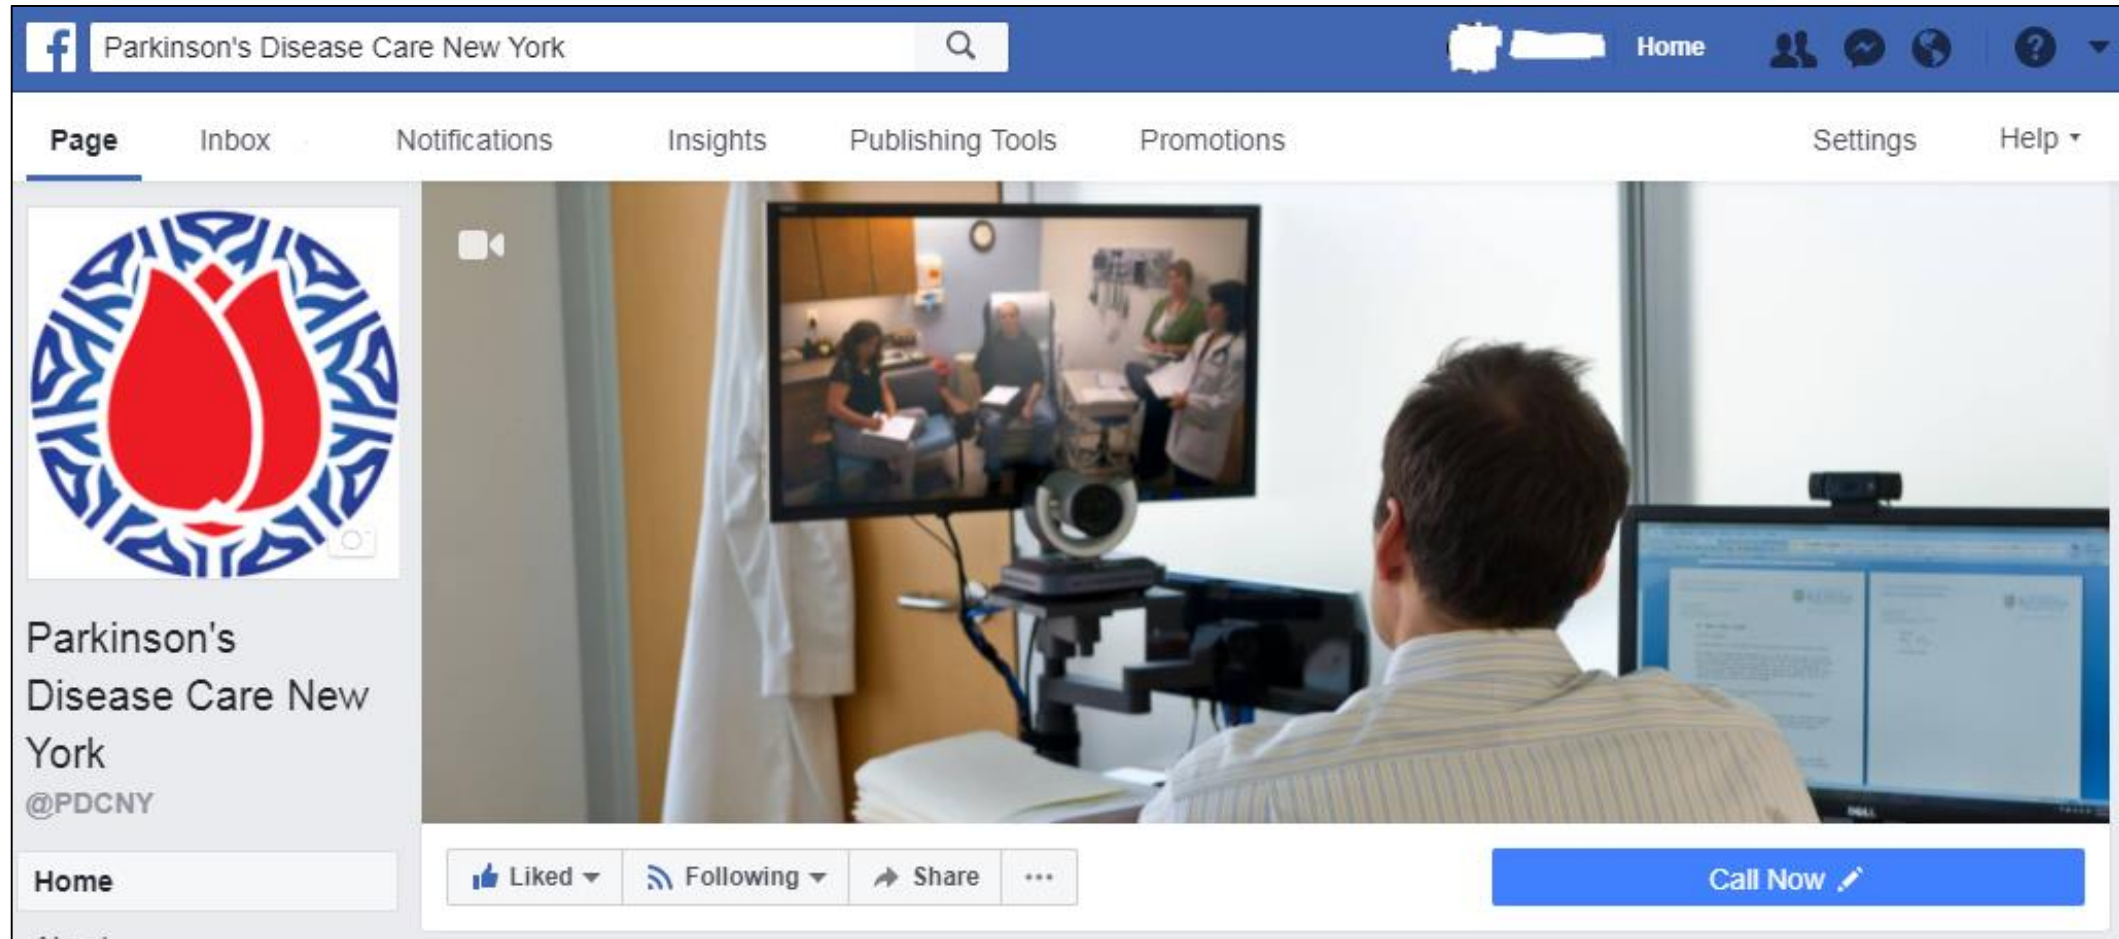 f Parkinson's Disease Care New York Home
Page Inbox Notifications Insights Publishing Tools Promotions Settings Help
Parkinson's
Disease Care New
York
@PDCNY
Home
Liked Following Share ... Call Now
DELL